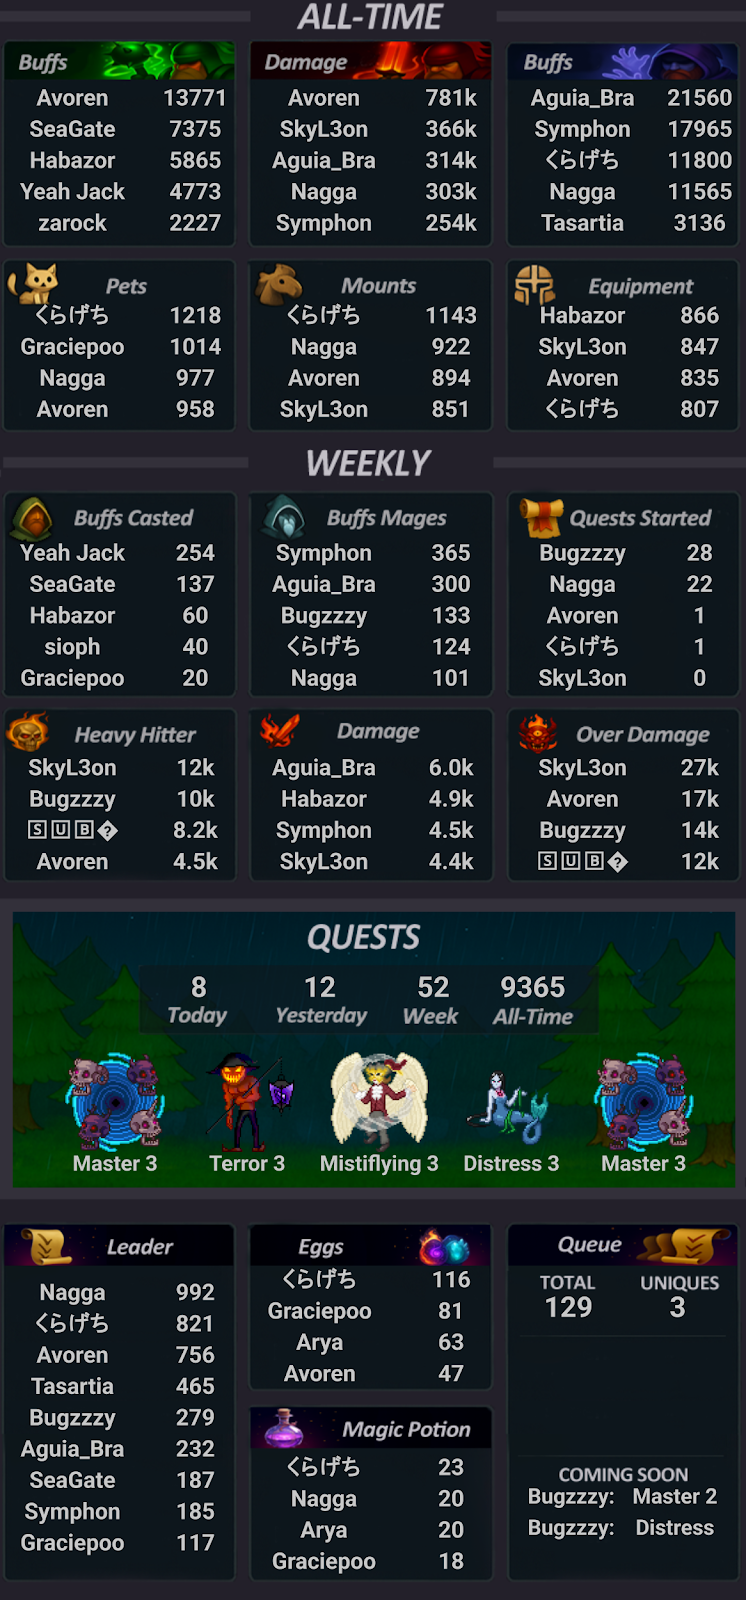 ALL-TIME
Buffs
Avoren 13771
SeaGate 7375
Habazor 5865
Yeah Jack 4773
zarock 2227
Damage
Avoren 781k
SkyL3on 366k
Aguia_Bra 314k
Nagga 303k
Symphon 254k
Buffs
Aguia_Bra 21560
Symphon 17965
くらげち 11800
Nagga 11565
Tasartia 3136
Pets
くらげち 1218
Graciepoo 1014
Nagga 977
Avoren 958
Mounts
くらげち 1143
Nagga 922
Avoren 894
SkyL3on 851
Equipment
Habazor 866
SkyL3on 847
Avoren 835
くらげち 807
WEEKLY
Buffs Casted
Yeah Jack 254
SeaGate 137
Habazor 60
sioph 40
Graciepoo 20
Buffs Mages
Symphon 365
Aguia_Bra 300
Bugzzzy 133
くらげち 124
Nagga 101
Quests Started
Bugzzzy 28
Nagga 22
Avoren 1
くらげち 1
SkyL3on 0
Heavy Hitter
SkyL3on 12k
Bugzzzy 10k
🅂🅄🄱� 8.2k
Avoren 4.5k
Damage
Aguia_Bra 6.0k
Habazor 4.9k
Symphon 4.5k
SkyL3on 4.4k
Over Damage
SkyL3on 27k
Avoren 17k
Bugzzzy 14k
🅂🅄🄱� 12k
QUESTS
8 12 52 9365
Today Yesterday Week All-Time
Master 3 Terror 3 Mistiflying 3 Distress 3 Master 3
Leader
Nagga 992
くらげち 821
Avoren 756
Tasartia 465
Bugzzzy 279
Aguia_Bra 232
SeaGate 187
Symphon 185
Graciepoo 117
Eggs
くらげち 116
Graciepoo 81
Arya 63
Avoren 47
Magic Potion
くらげち 23
Nagga 20
Arya 20
Graciepoo 18
Queue
TOTAL UNIQUES
129 3
COMING SOON
Bugzzzy: Master 2
Bugzzzy: Distress